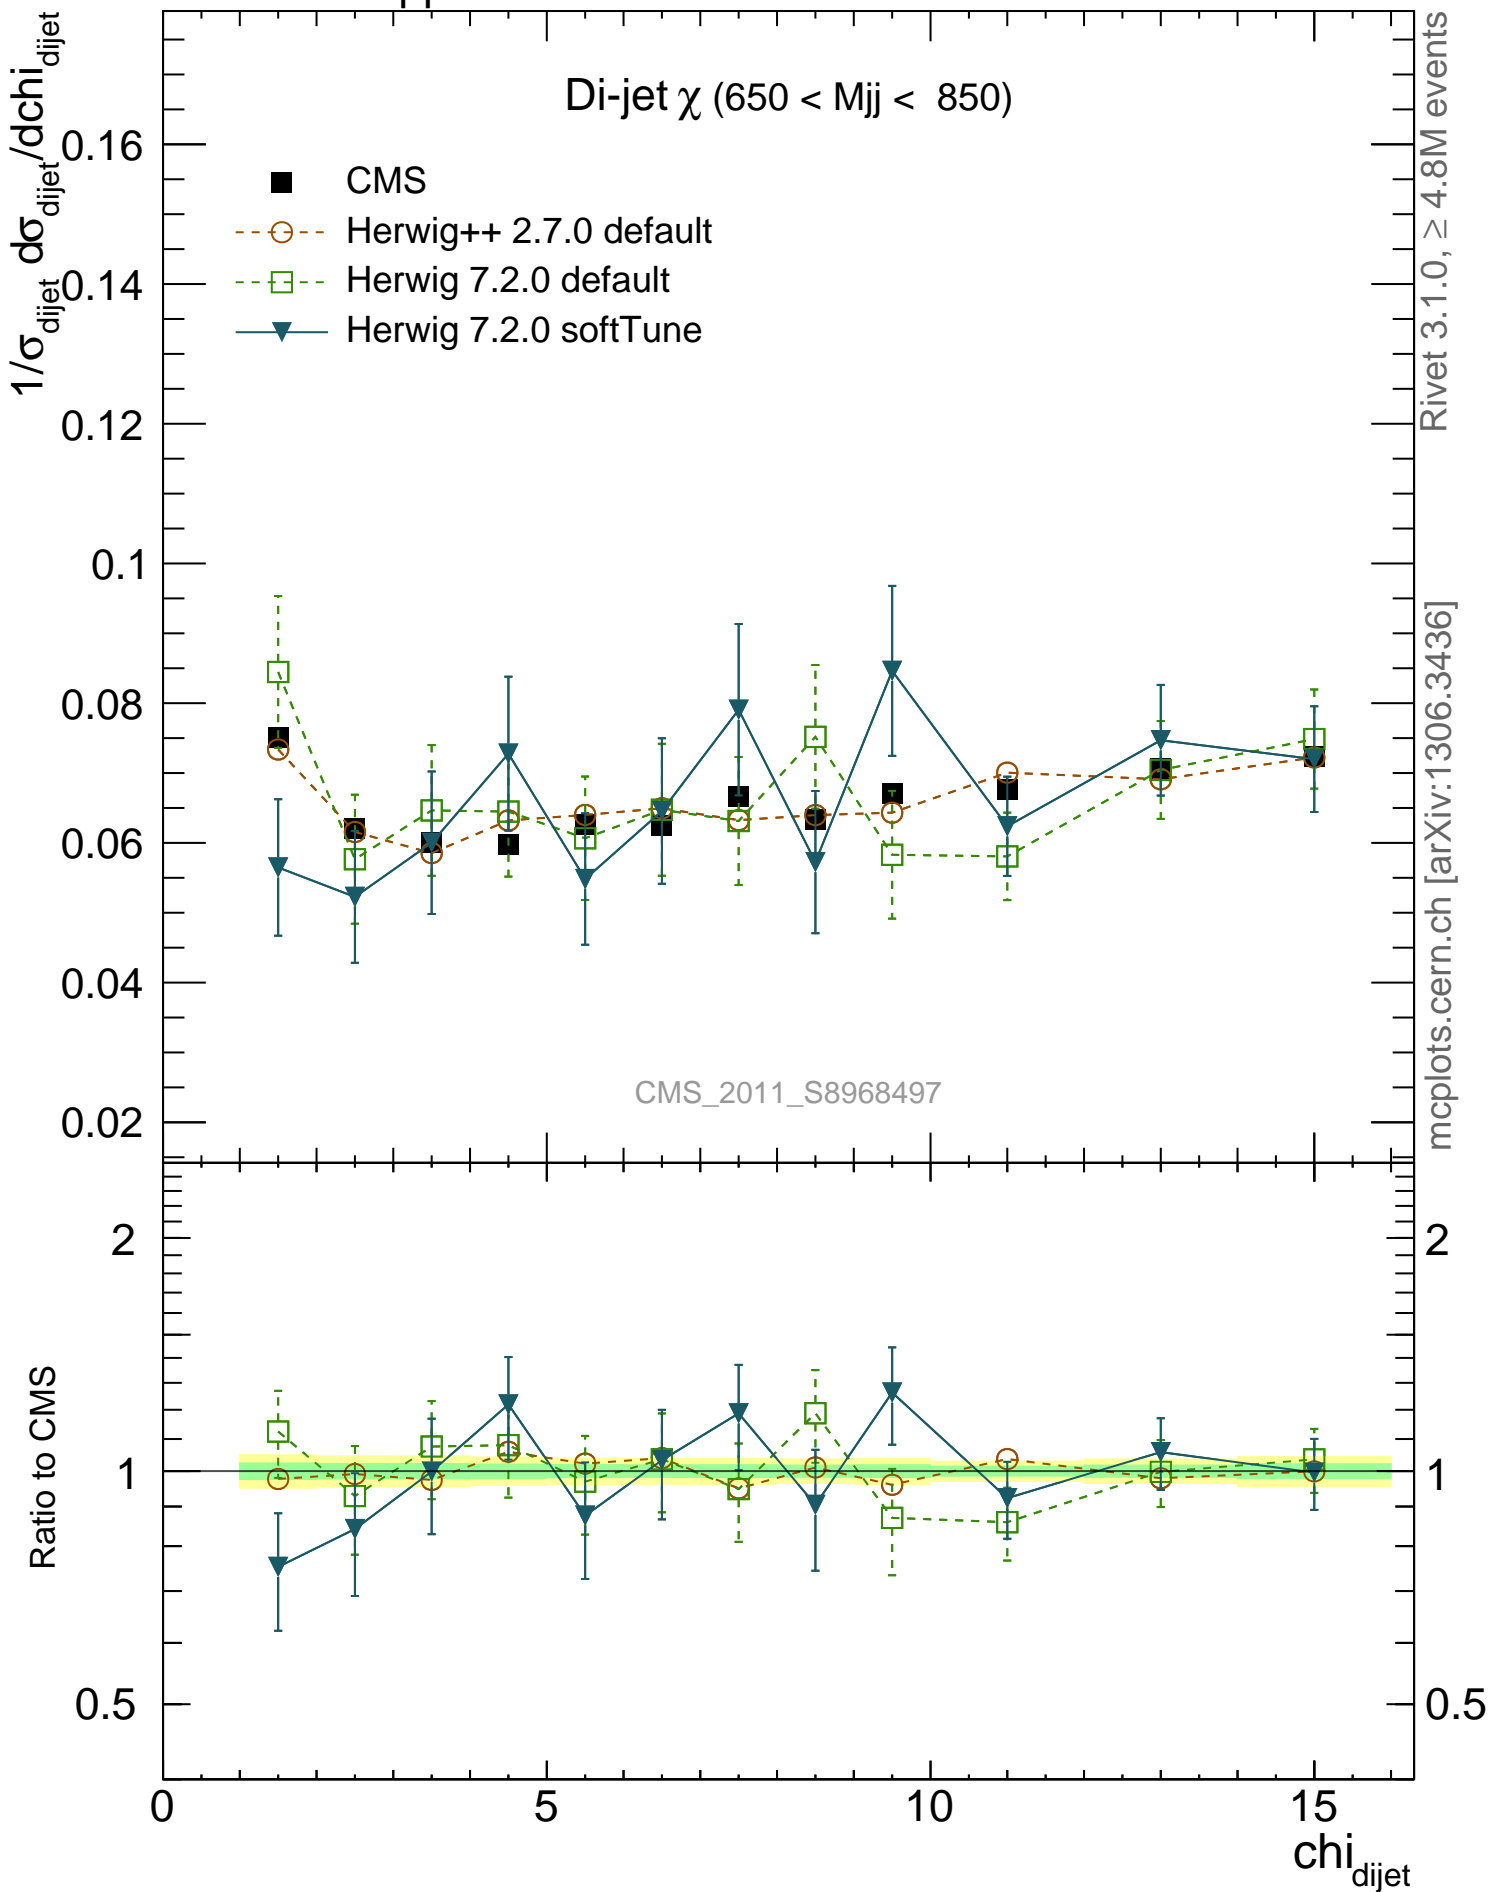 Di-jet χ (650 < Mjj < 850)
1/σdijet dσdijet/dchidijet
CMS
Herwig++ 2.7.0 default
Herwig 7.2.0 default
Herwig 7.2.0 softTune
0.16
0.14
0.12
0.1
0.08
0.06
0.04
0.02
CMS_2011_S8968497
Rivet 3.1.0, ≥ 4.8M events
mcplots.cern.ch [arXiv:1306.3436]
Ratio to CMS
2
1
0.5
2
1
0.5
0
5
10
15
chidijet